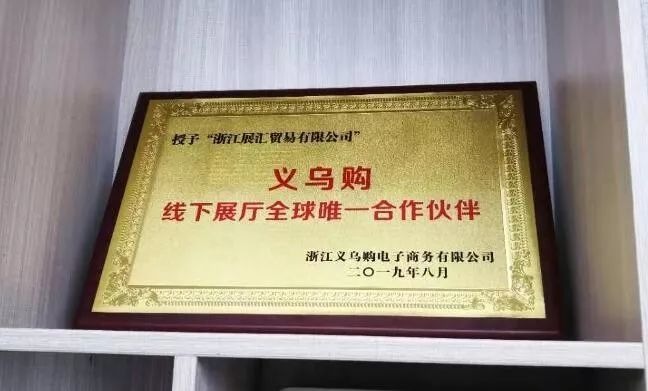 授予“浙江展汇贸易有限公司”
义乌购
线下展厅全球唯一合作伙伴
浙江义乌购电子商务有限公司
二〇一九年八月